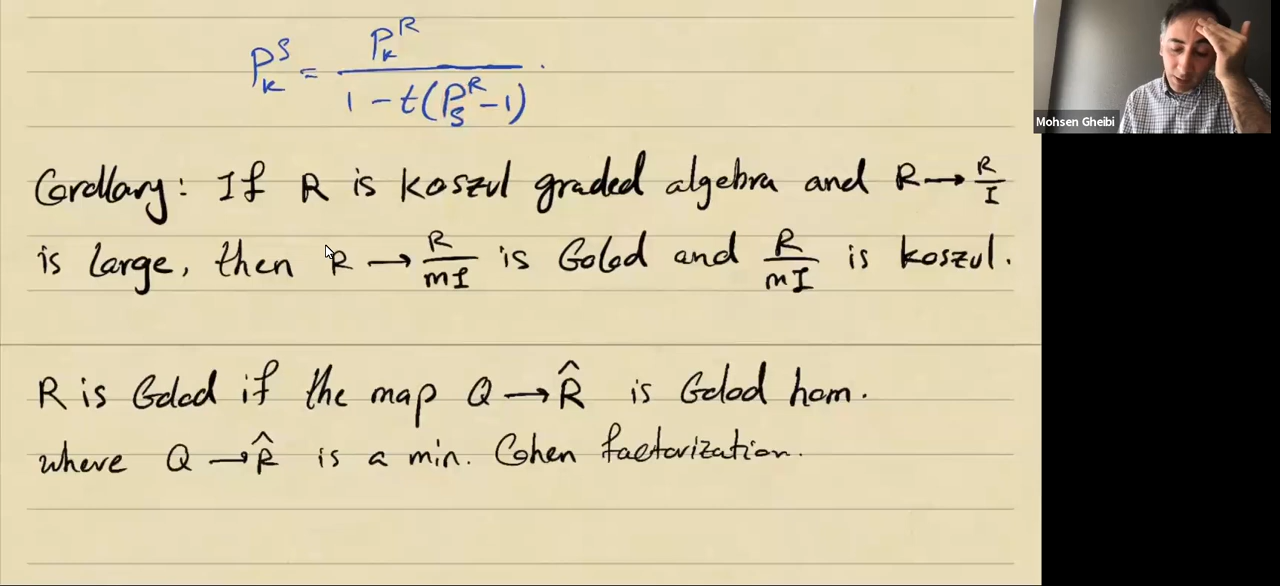 P_k^S = P_k^R / (1 - t(P_S^R - 1)) .
Mohsen Gheibi
Corollary: If R is koszul graded algebra and R → R/I
is large, then R → R/mI is Golod and R/mI is koszul.
R is Golod if the map Q → R̂ is Golod hom.
where Q → R̂ is a min. Cohen factorization.